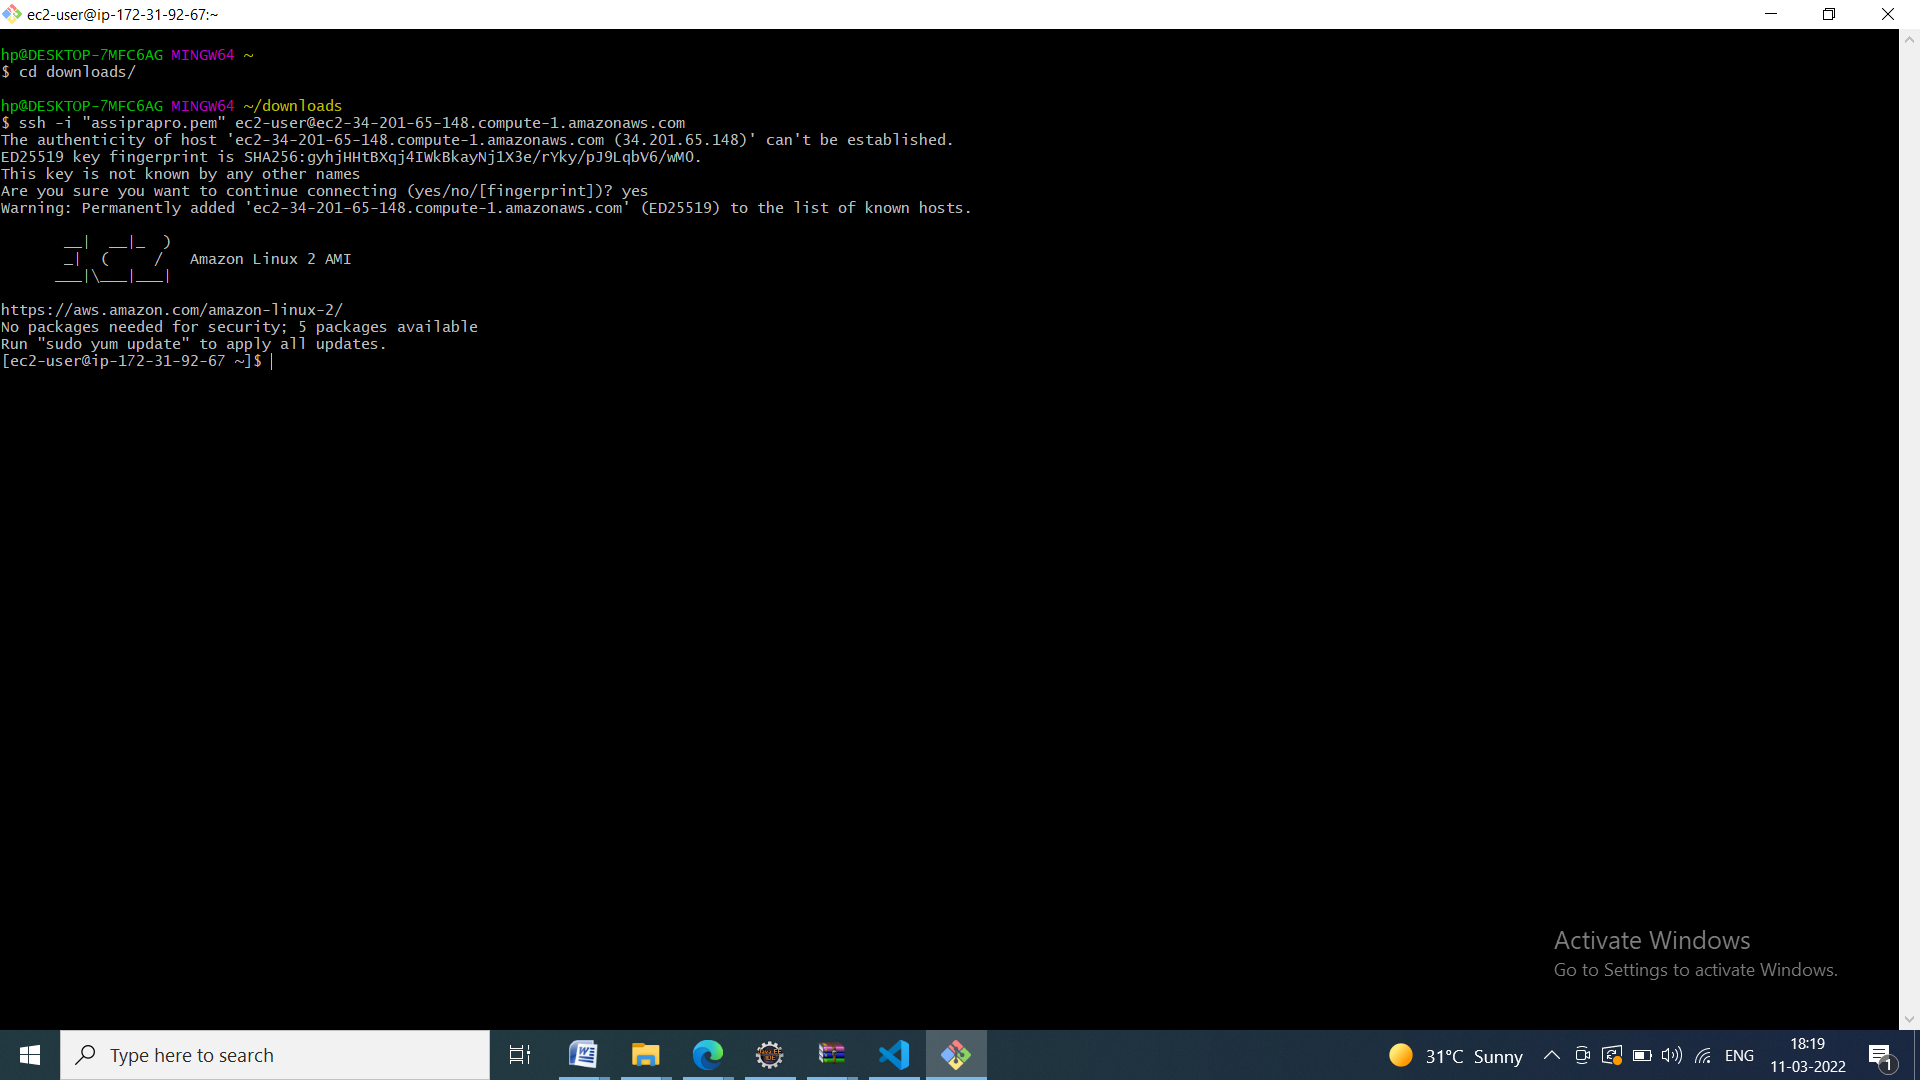 ec2-user@ip-172-31-92-67:~
hp@DESKTOP-7MFC6AG MINGW64 ~
$ cd downloads/
hp@DESKTOP-7MFC6AG MINGW64 ~/downloads
$ ssh -i "assiprapro.pem" ec2-user@ec2-34-201-65-148.compute-1.amazonaws.com
The authenticity of host 'ec2-34-201-65-148.compute-1.amazonaws.com (34.201.65.148)' can't be established.
ED25519 key fingerprint is SHA256:gyhjHHtBXqj4IWkBkayNj1X3e/rYky/pJ9LqbV6/wM0.
This key is not known by any other names
Are you sure you want to continue connecting (yes/no/[fingerprint])? yes
Warning: Permanently added 'ec2-34-201-65-148.compute-1.amazonaws.com' (ED25519) to the list of known hosts.
       __|  __|_  )
       _|  (     /   Amazon Linux 2 AMI
      ___|\___|___|
https://aws.amazon.com/amazon-linux-2/
No packages needed for security; 5 packages available
Run "sudo yum update" to apply all updates.
[ec2-user@ip-172-31-92-67 ~]$
Activate Windows
Go to Settings to activate Windows.
Type here to search
31°C Sunny
ENG
18:19
11-03-2022
1